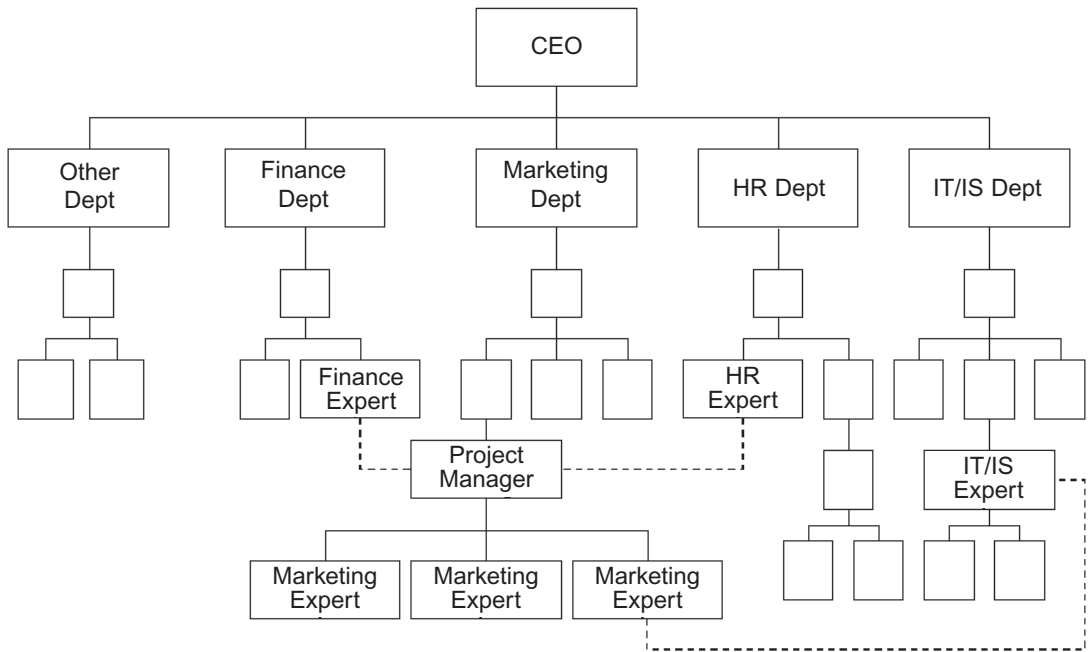 CEO
Other
Dept
Finance
Dept
Marketing
Dept
HR Dept
IT/IS Dept
Finance
Expert
HR
Expert
Project
Manager
IT/IS
Expert
Marketing
Expert
Marketing
Expert
Marketing
Expert